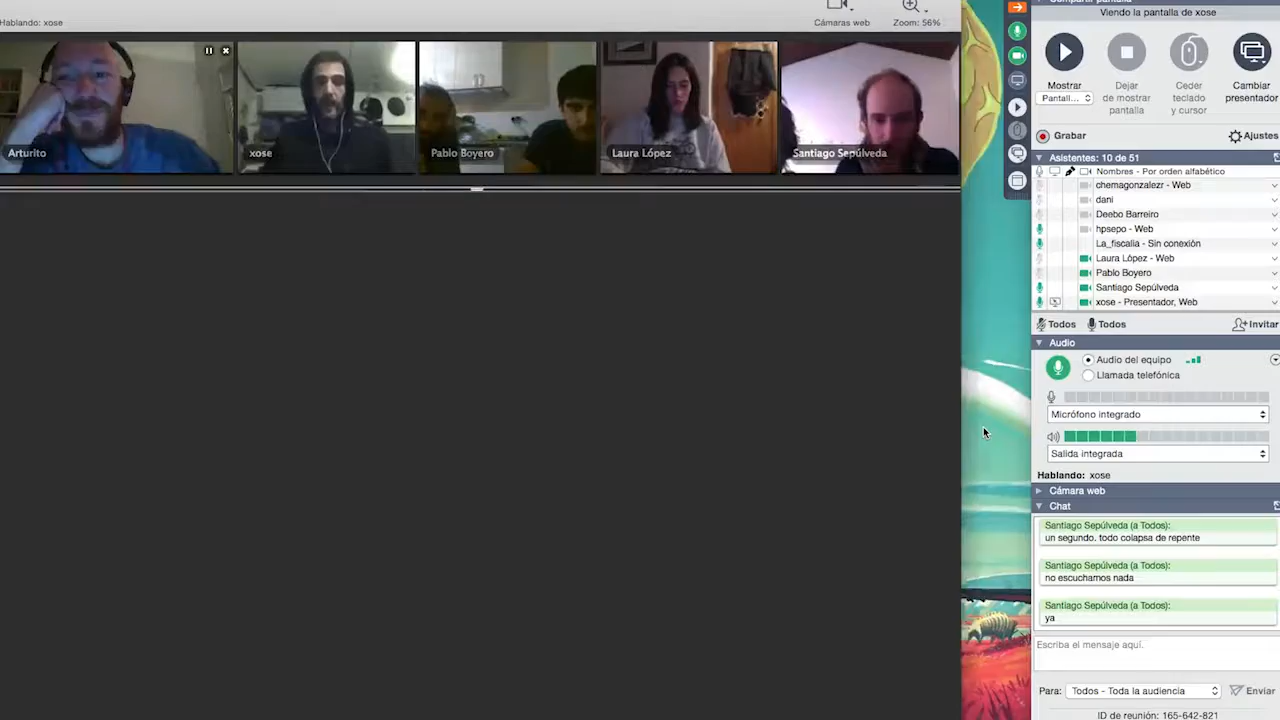 Compartir pantalla
Viendo la pantalla de xose
Hablando: xose
Cámaras web
Zoom: 56%
Arturito
xose
Pablo Boyero
Laura López
Santiago Sepúlveda
Mostrar
Pantall...
Dejar
de mostrar
pantalla
Ceder
teclado
y cursor
Cambiar
presentador
Grabar
Ajustes
Asistentes: 10 de 51
Nombres - Por orden alfabético
chemagonzalezr - Web
dani
Deebo Barreiro
hpsepo - Web
La_fiscalía - Sin conexión
Laura López - Web
Pablo Boyero
Santiago Sepúlveda
xose - Presentador, Web
Todos
Todos
Invitar
Audio
Audio del equipo
Llamada telefónica
Micrófono integrado
Salida integrada
Hablando: xose
Cámara web
Chat
Santiago Sepúlveda (a Todos):
un segundo. todo colapsa de repente
Santiago Sepúlveda (a Todos):
no escuchamos nada
Santiago Sepúlveda (a Todos):
ya
Escriba el mensaje aquí.
Para:
Todos - Toda la audiencia
Enviar
ID de reunión: 165-642-821